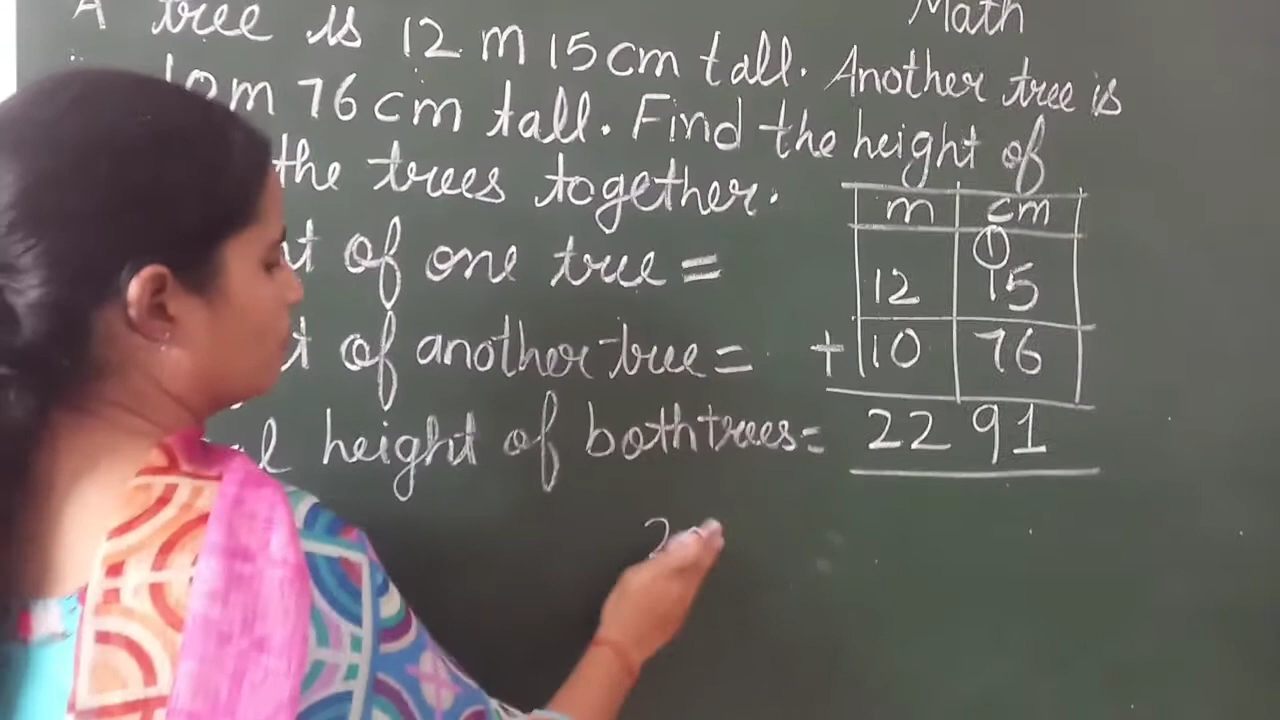 Math
A tree is 12 m 15 cm tall. Another tree is
10 m 76 cm tall. Find the height of
the trees together.
m cm
1
of one tree = 12 15
of another tree = + 10 76
height of both trees = 22 91
2